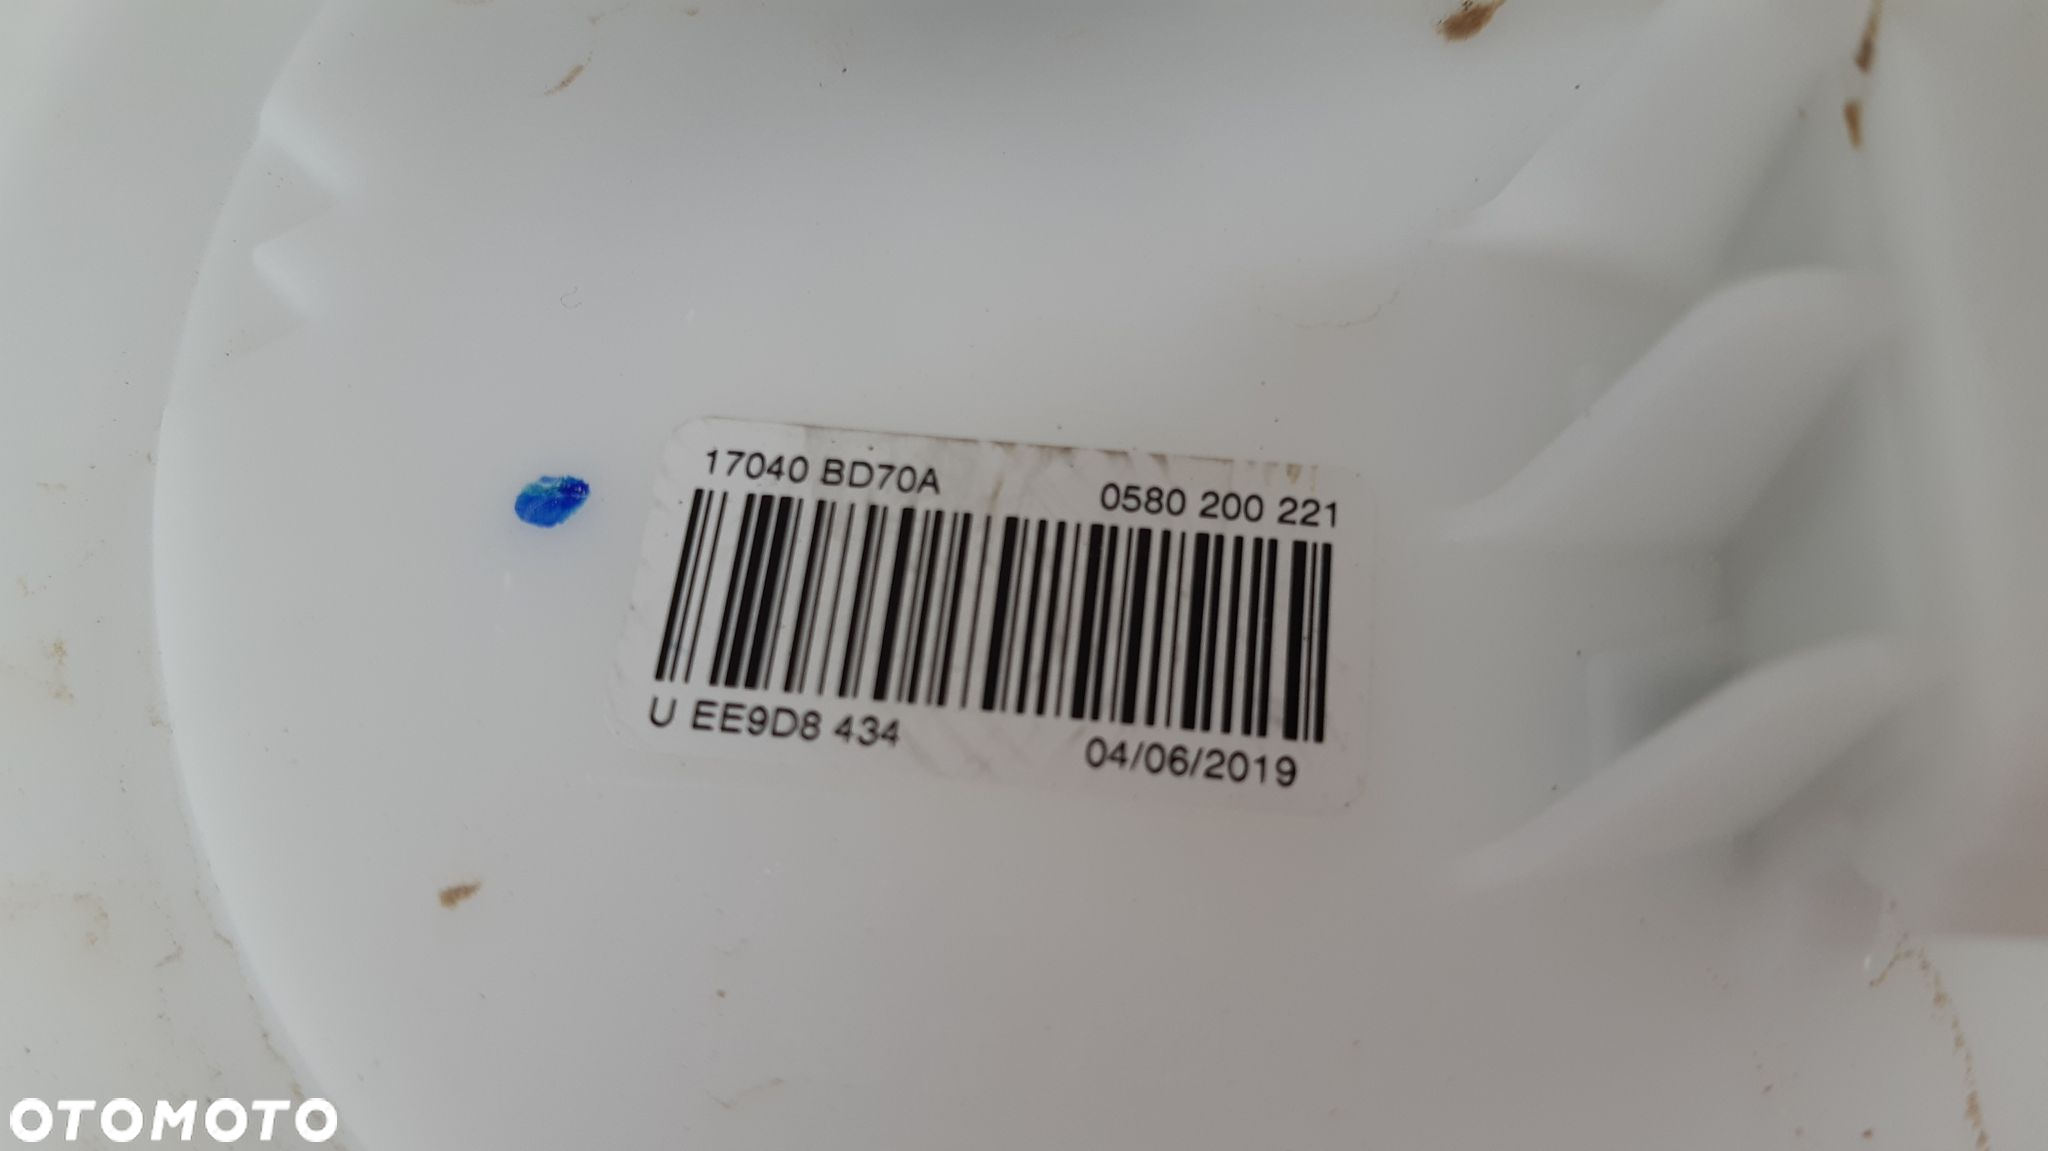 17040 BD70A
0580 200 221
U EE9D8 434
04/06/2019
OTOMOTO